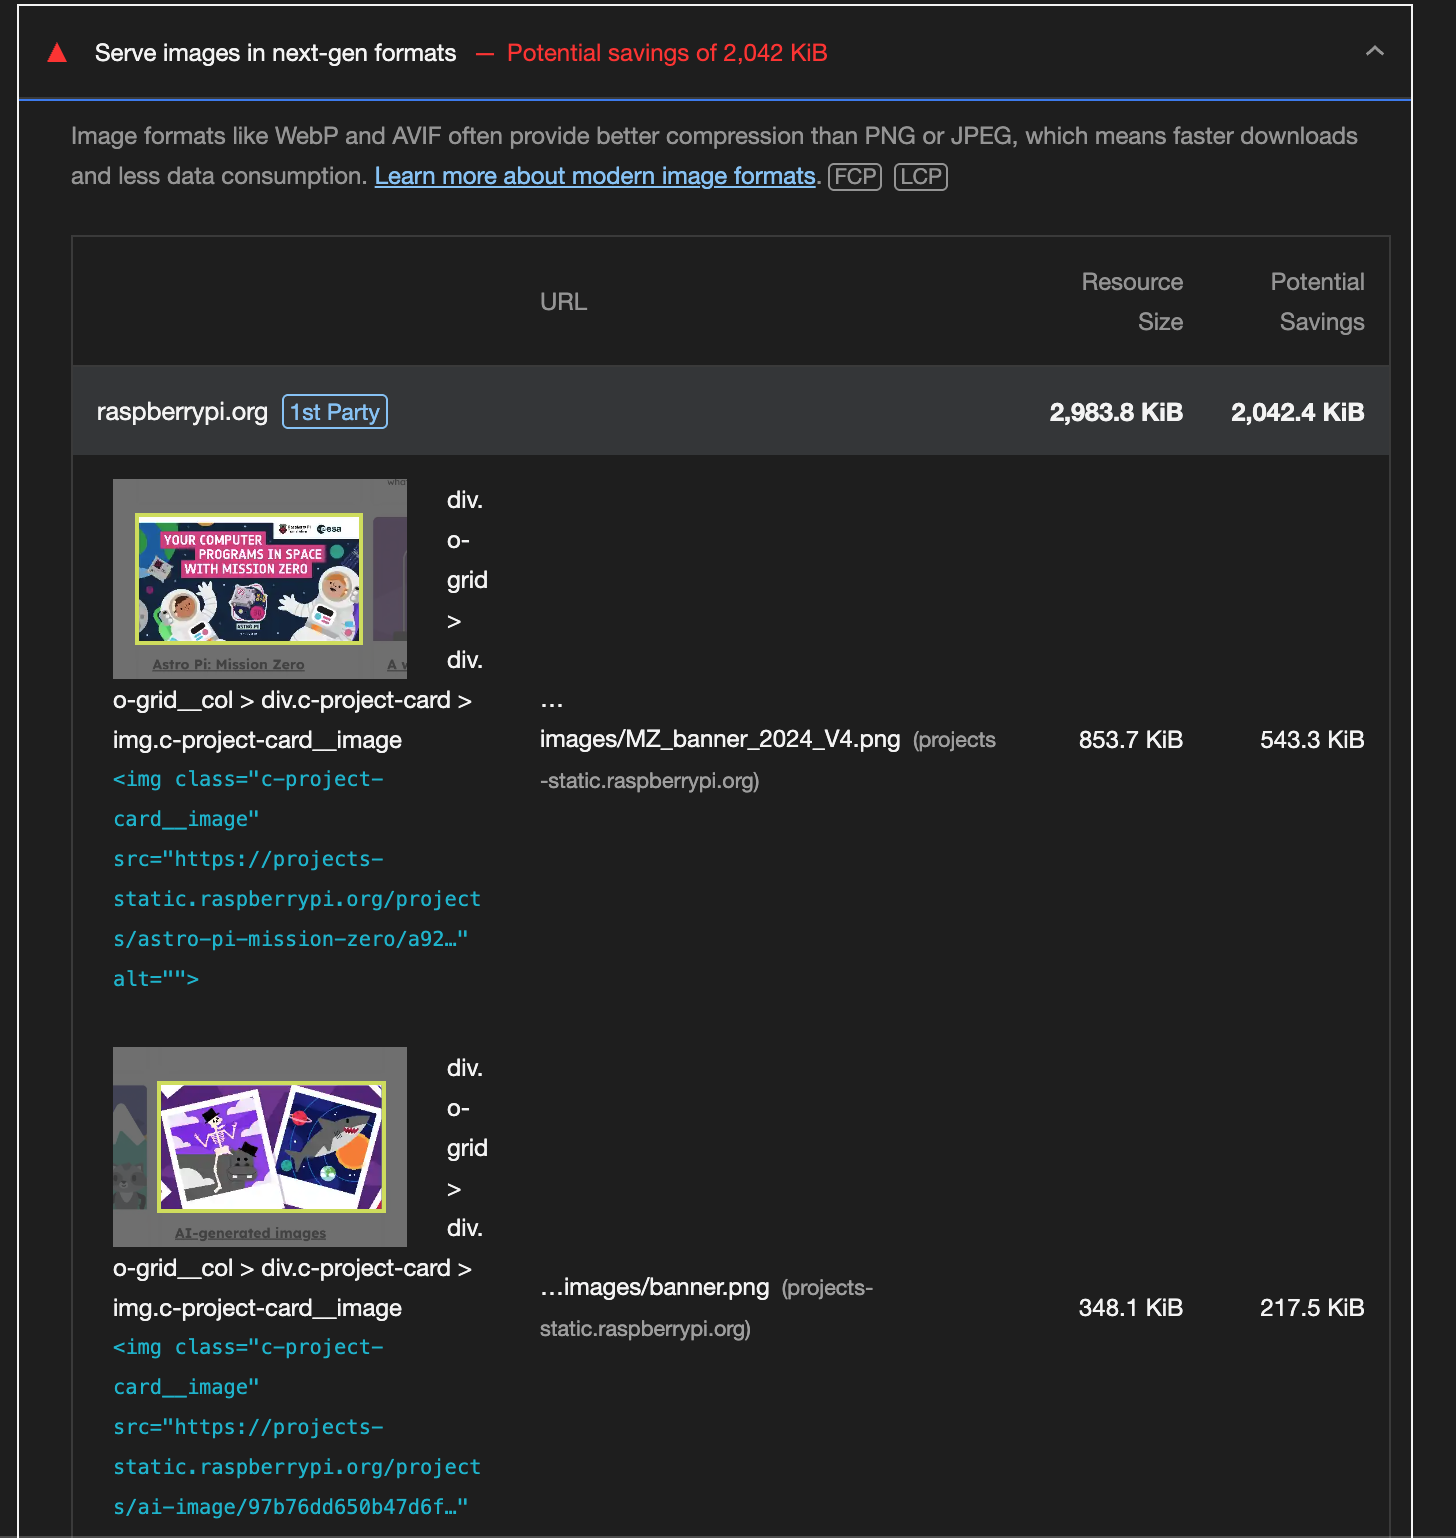 Serve images in next-gen formats — Potential savings of 2,042 KiB
Image formats like WebP and AVIF often provide better compression than PNG or JPEG, which means faster downloads
and less data consumption. Learn more about modern image formats. FCP LCP
URL
Resource
Size
Potential
Savings
raspberrypi.org 1st Party 2,983.8 KiB 2,042.4 KiB
what
Raspberry Pi
esa
YOUR COMPUTER
PROGRAMS IN SPACE
WITH MISSION ZERO
ASTRO PI
Astro Pi: Mission Zero
A w
div.
o-
grid
>
div.
o-grid__col > div.c-project-card >
img.c-project-card__image
<img class="c-project-
card__image"
src="https://projects-
static.raspberrypi.org/project
s/astro-pi-mission-zero/a92…"
alt="">
…
images/MZ_banner_2024_V4.png (projects
-static.raspberrypi.org)
853.7 KiB
543.3 KiB
AI-generated images
div.
o-
grid
>
div.
o-grid__col > div.c-project-card >
img.c-project-card__image
<img class="c-project-
card__image"
src="https://projects-
static.raspberrypi.org/project
s/ai-image/97b76dd650b47d6f…"
…images/banner.png (projects-
static.raspberrypi.org)
348.1 KiB
217.5 KiB